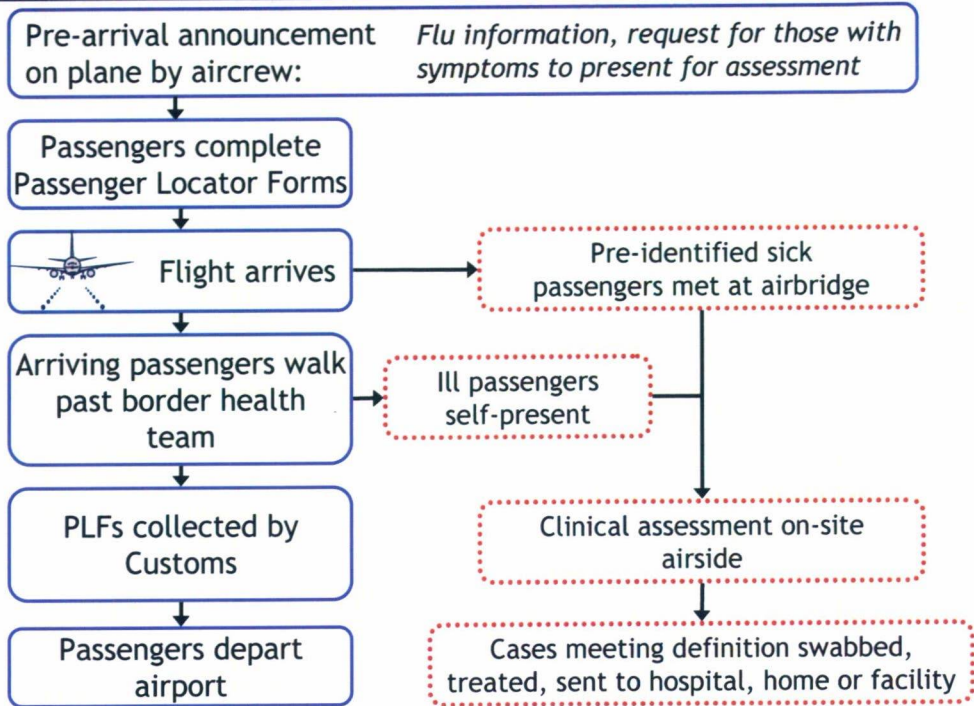 Pre-arrival announcement
on plane by aircrew:
Flu information, request for those with
symptoms to present for assessment
Passengers complete
Passenger Locator Forms
Flight arrives
Pre-identified sick
passengers met at airbridge
Arriving passengers walk
past border health
team
Ill passengers
self-present
PLFs collected by
Customs
Clinical assessment on-site
airside
Passengers depart
airport
Cases meeting definition swabbed,
treated, sent to hospital, home or facility